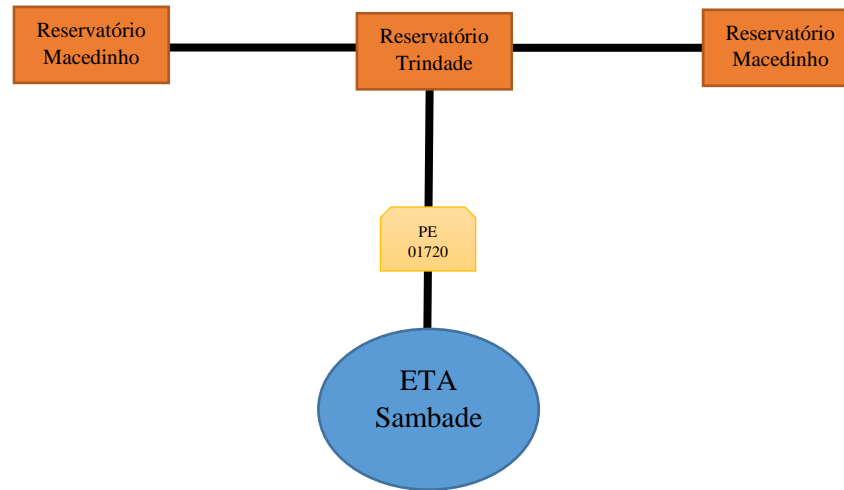 Reservatório
Macedinho
Reservatório
Trindade
Reservatório
Macedinho
PE
01720
ETA
Sambade